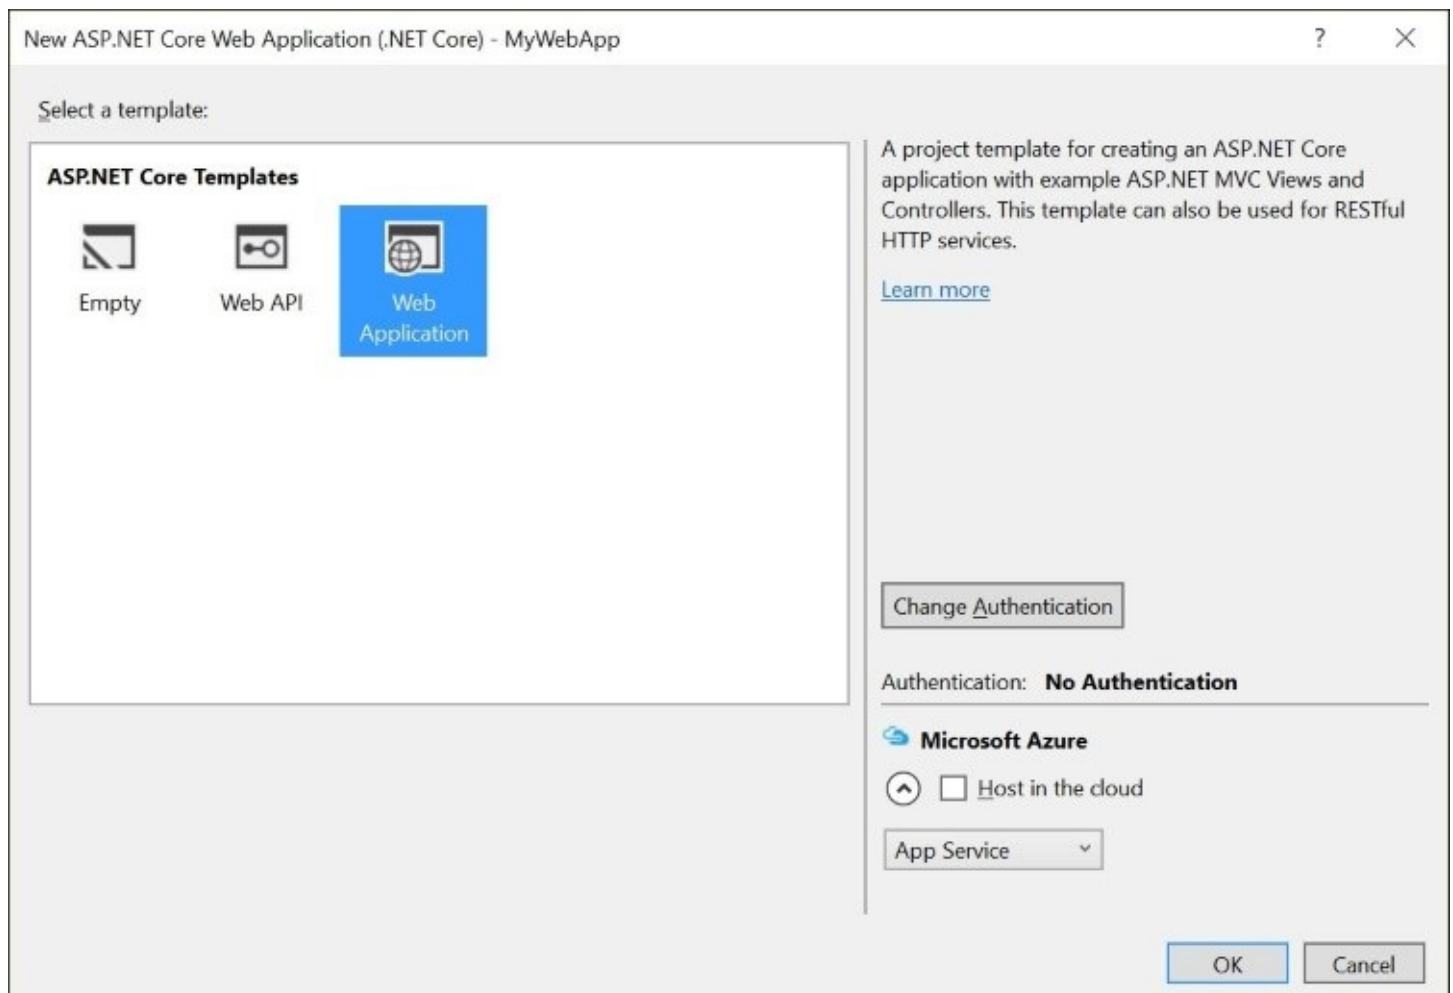 New ASP.NET Core Web Application (.NET Core) - MyWebApp
?
Select a template:
ASP.NET Core Templates
Empty
Web API
Web
Application
A project template for creating an ASP.NET Core
application with example ASP.NET MVC Views and
Controllers. This template can also be used for RESTful
HTTP services.
Learn more
Change Authentication
Authentication: No Authentication
Microsoft Azure
Host in the cloud
App Service
OK
Cancel